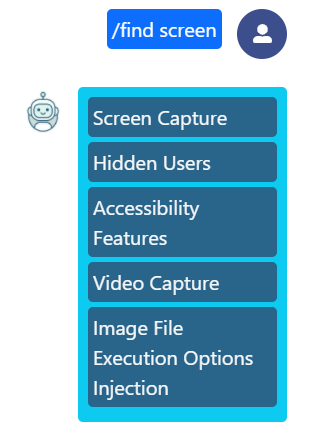 /find screen
Screen Capture
Hidden Users
Accessibility
Features
Video Capture
Image File
Execution Options
Injection